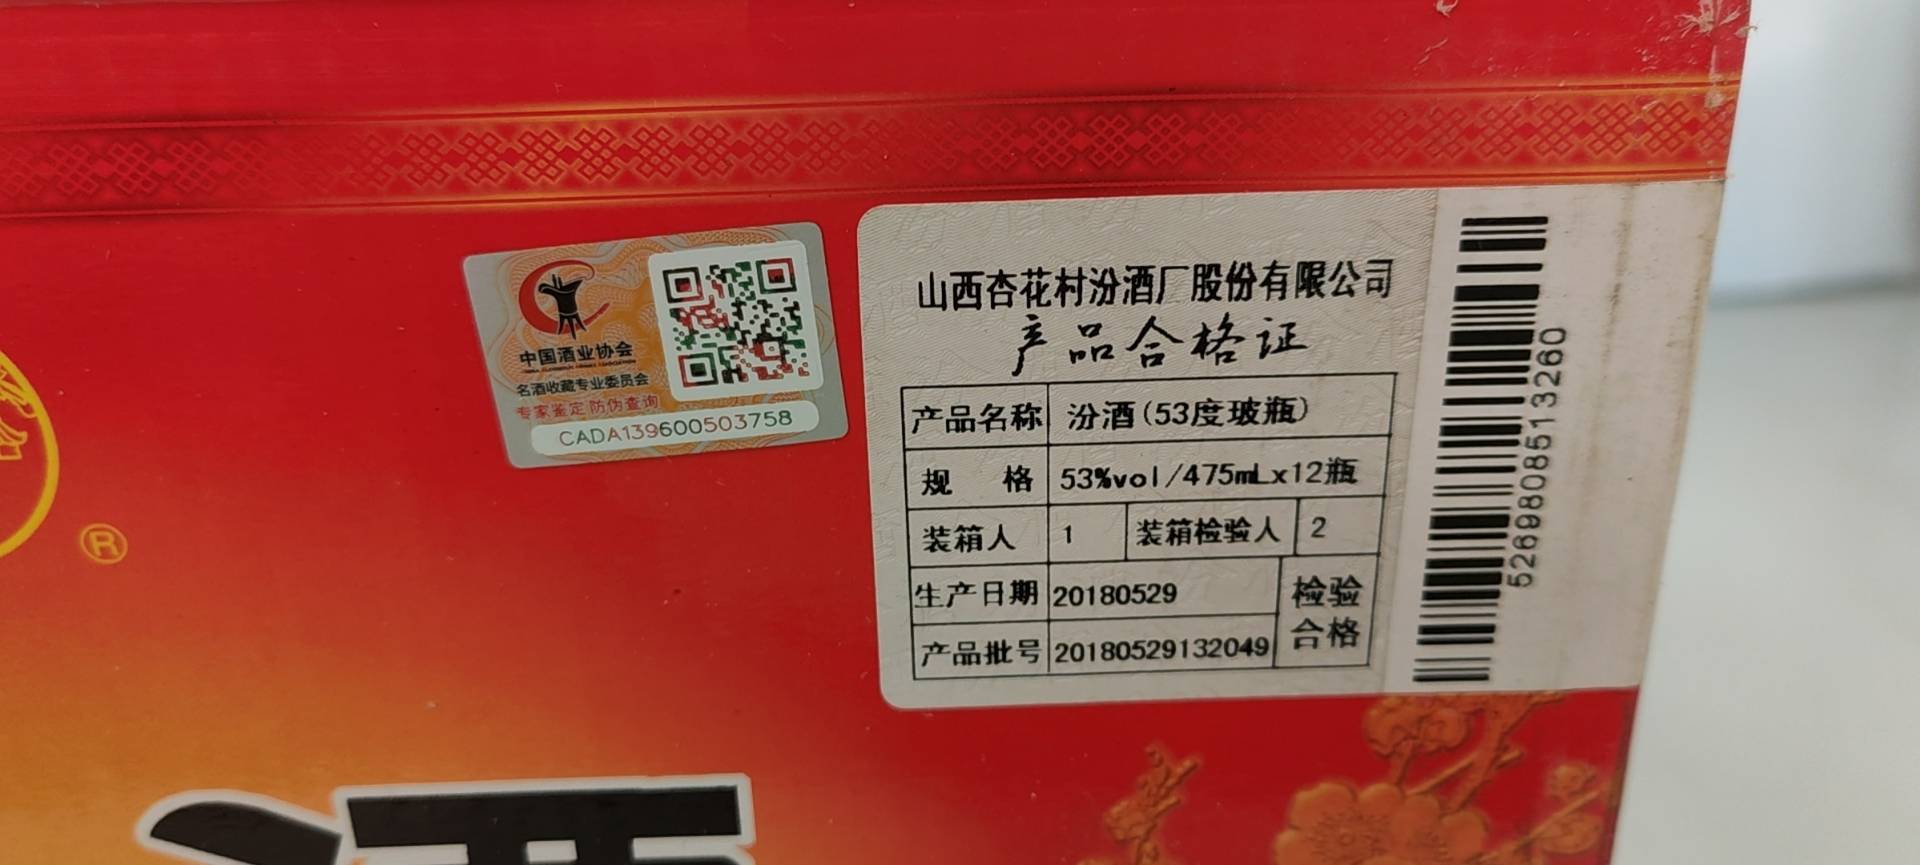 中国酒业协会
名酒收藏专业委员会
专家鉴定 防伪查询
CADA139600503758
山西杏花村汾酒厂股份有限公司
产品合格证
产品名称 汾酒(53度玻瓶)
规 格 53%vol/475mLx12瓶
装箱人 1 装箱检验人 2
生产日期 20180529 检验
产品批号 20180529132049 合格
5269808513260
®